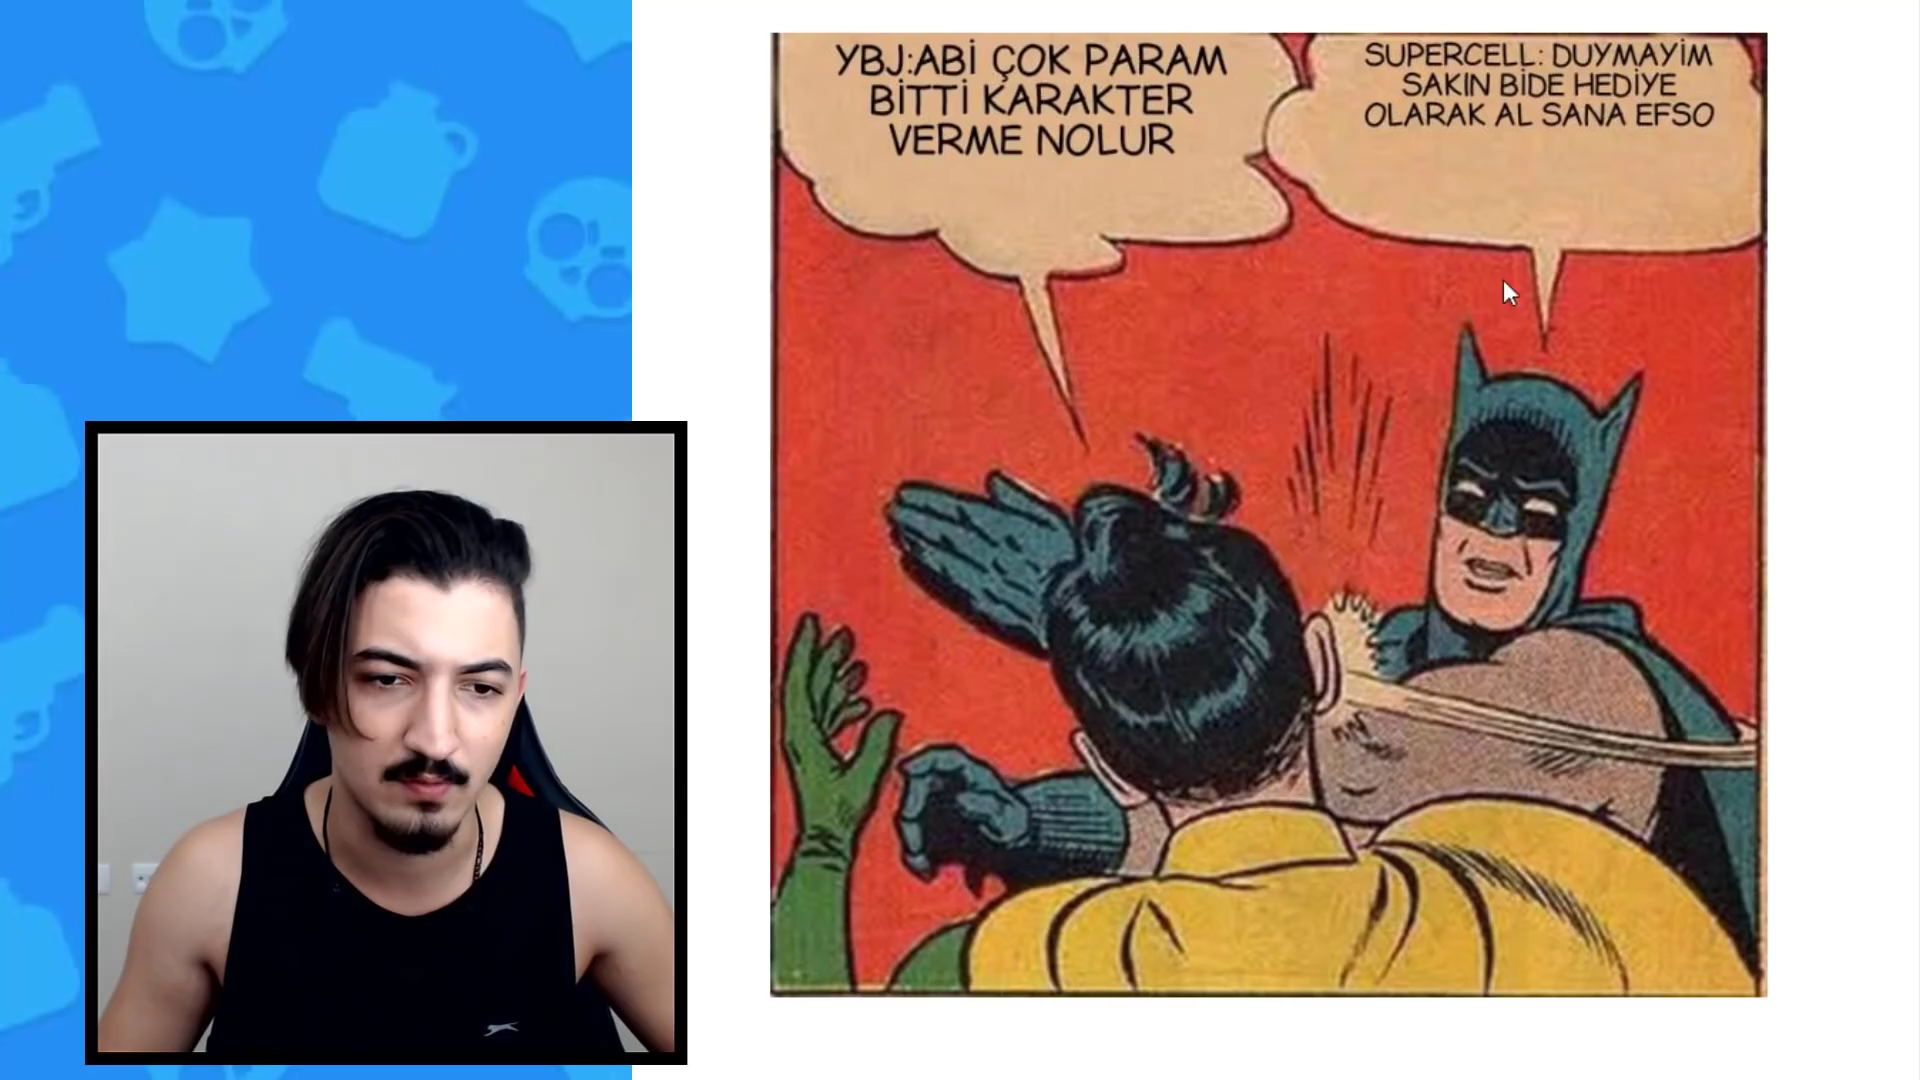 YBJ:ABİ ÇOK PARAM
BİTTİ KARAKTER
VERME NOLUR
SUPERCELL: DUYMAYİM
SAKIN BİDE HEDİYE
OLARAK AL SANA EFSO